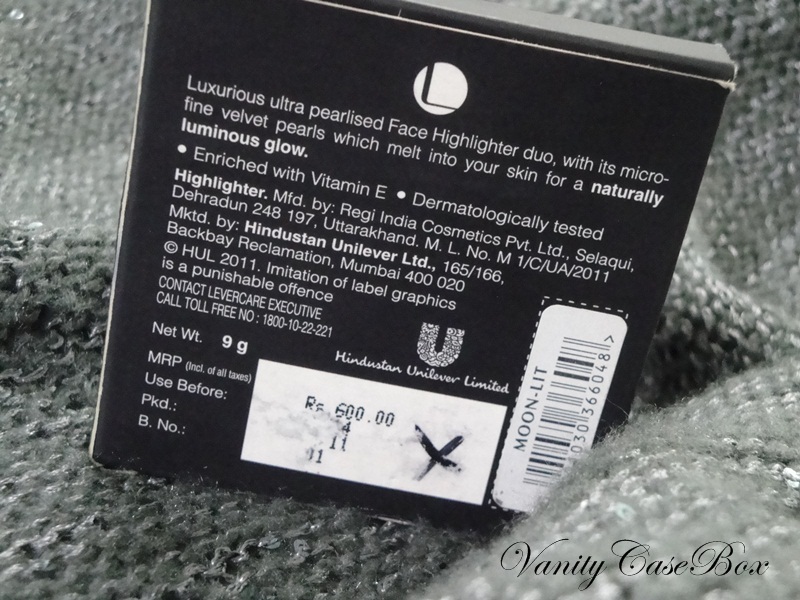 L
Luxurious ultra pearlised Face Highlighter duo, with its micro-
fine velvet pearls which melt into your skin for a naturally
luminous glow.
• Enriched with Vitamin E • Dermatologically tested
Highlighter. Mfd. by: Regi India Cosmetics Pvt. Ltd., Selaqui,
Dehradun 248 197, Uttarakhand. M. L. No. M 1/C/UA/2011
Mktd. by: Hindustan Unilever Ltd., 165/166,
Backbay Reclamation, Mumbai 400 020
© HUL 2011. Imitation of label graphics
is a punishable offence
CONTACT LEVERCARE EXECUTIVE
CALL TOLL FREE NO : 1800-10-22-221
Hindustan Unilever Limited
Net Wt. 9 g
MRP (Incl. of all taxes) Rs.600.00
Use Before:
Pkd.:
B. No.:
MOON-LIT
VanityCaseBox